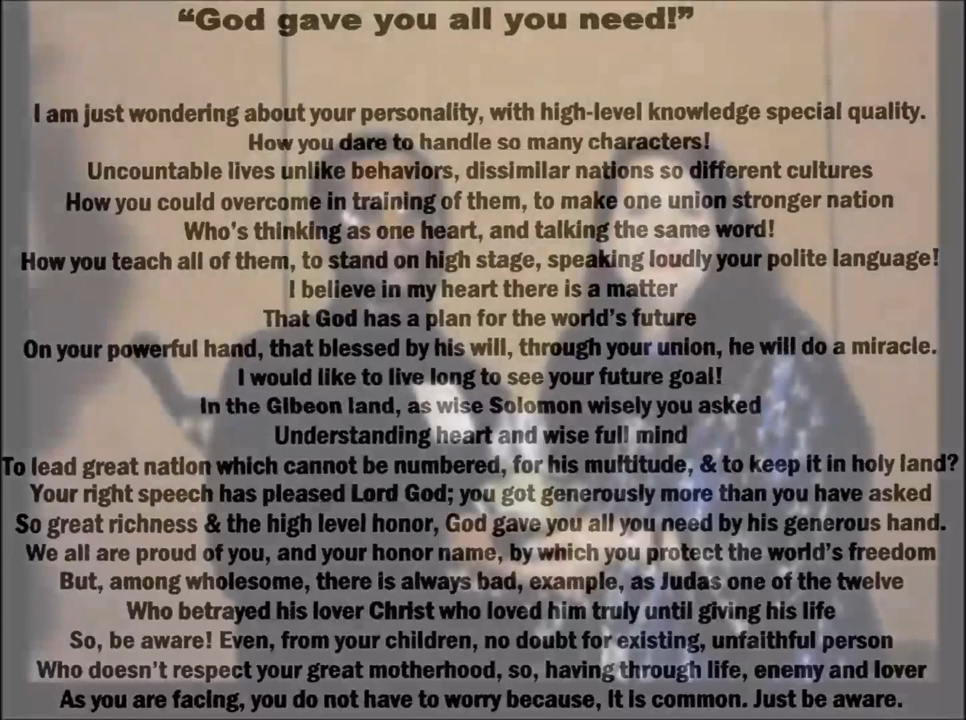 “God gave you all you need!”
I am just wondering about your personality, with high-level knowledge special quality.
How you dare to handle so many characters!
Uncountable lives unlike behaviors, dissimilar nations so different cultures
How you could overcome in training of them, to make one union stronger nation
Who’s thinking as one heart, and talking the same word!
How you teach all of them, to stand on high stage, speaking loudly your polite language!
I believe in my heart there is a matter
That God has a plan for the world’s future
On your powerful hand, that blessed by his will, through your union, he will do a miracle.
I would like to live long to see your future goal!
In the Gibeon land, as wise Solomon wisely you asked
Understanding heart and wise full mind
To lead great nation which cannot be numbered, for his multitude, & to keep it in holy land?
Your right speech has pleased Lord God; you got generously more than you have asked
So great richness & the high level honor, God gave you all you need by his generous hand.
We all are proud of you, and your honor name, by which you protect the world’s freedom
But, among wholesome, there is always bad, example, as Judas one of the twelve
Who betrayed his lover Christ who loved him truly until giving his life
So, be aware! Even, from your children, no doubt for existing, unfaithful person
Who doesn’t respect your great motherhood, so, having through life, enemy and lover
As you are facing, you do not have to worry because, it is common. Just be aware.